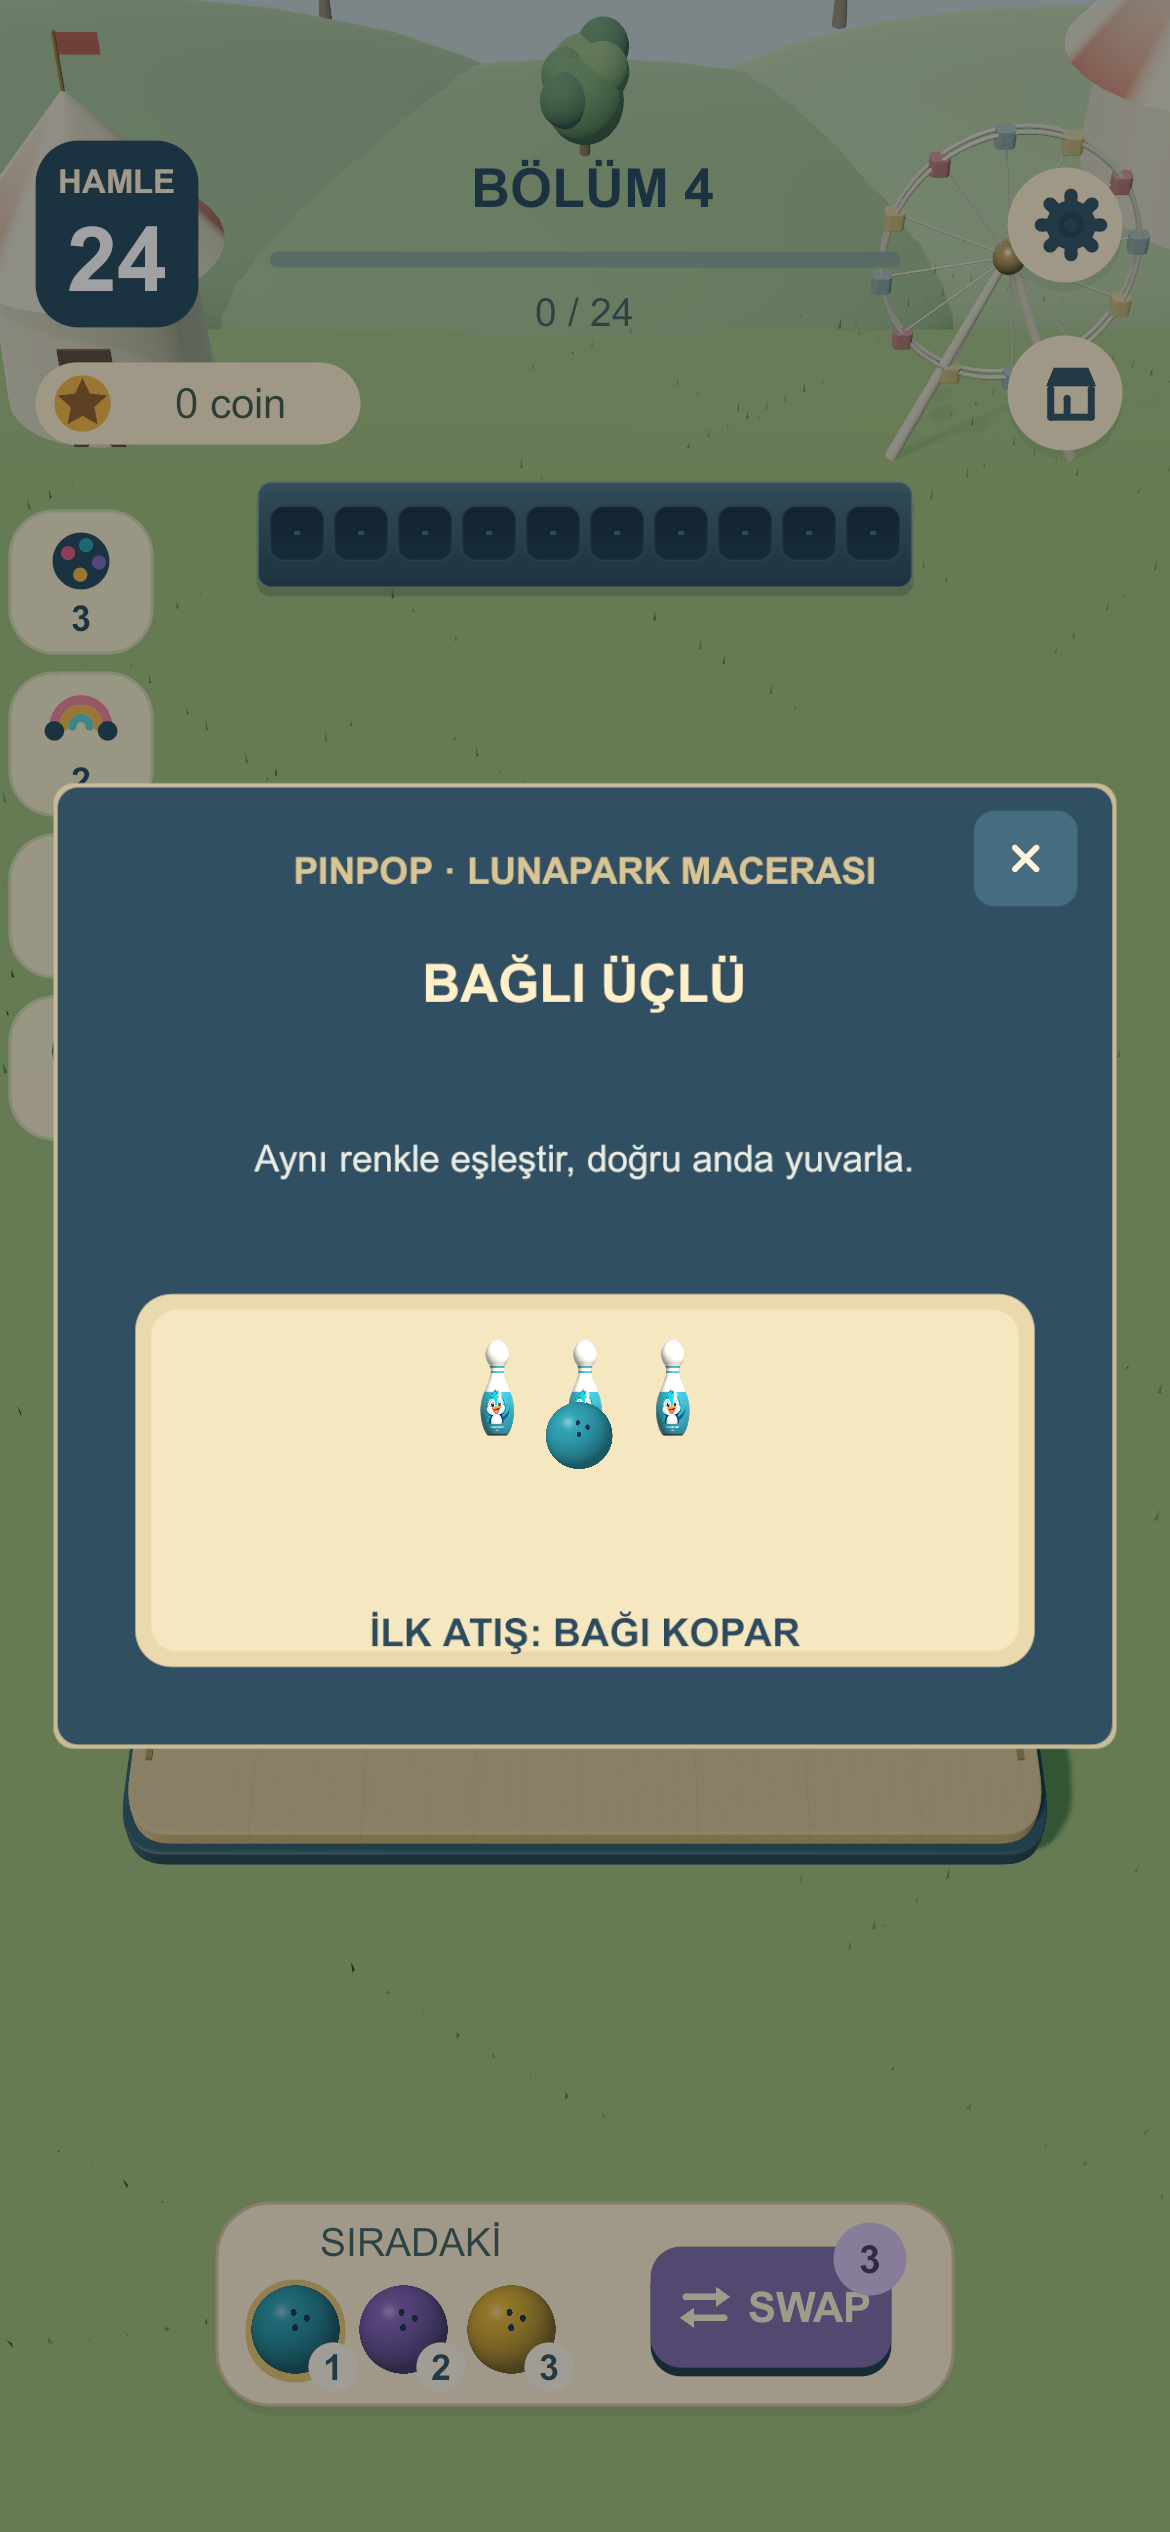 HAMLE
24
BÖLÜM 4
0 / 24
0 coin
3
2
PINPOP · LUNAPARK MACERASI
BAĞLI ÜÇLÜ
Aynı renkle eşleştir, doğru anda yuvarla.
İLK ATIŞ: BAĞI KOPAR
SIRADAKİ
1
2
3
SWAP
3